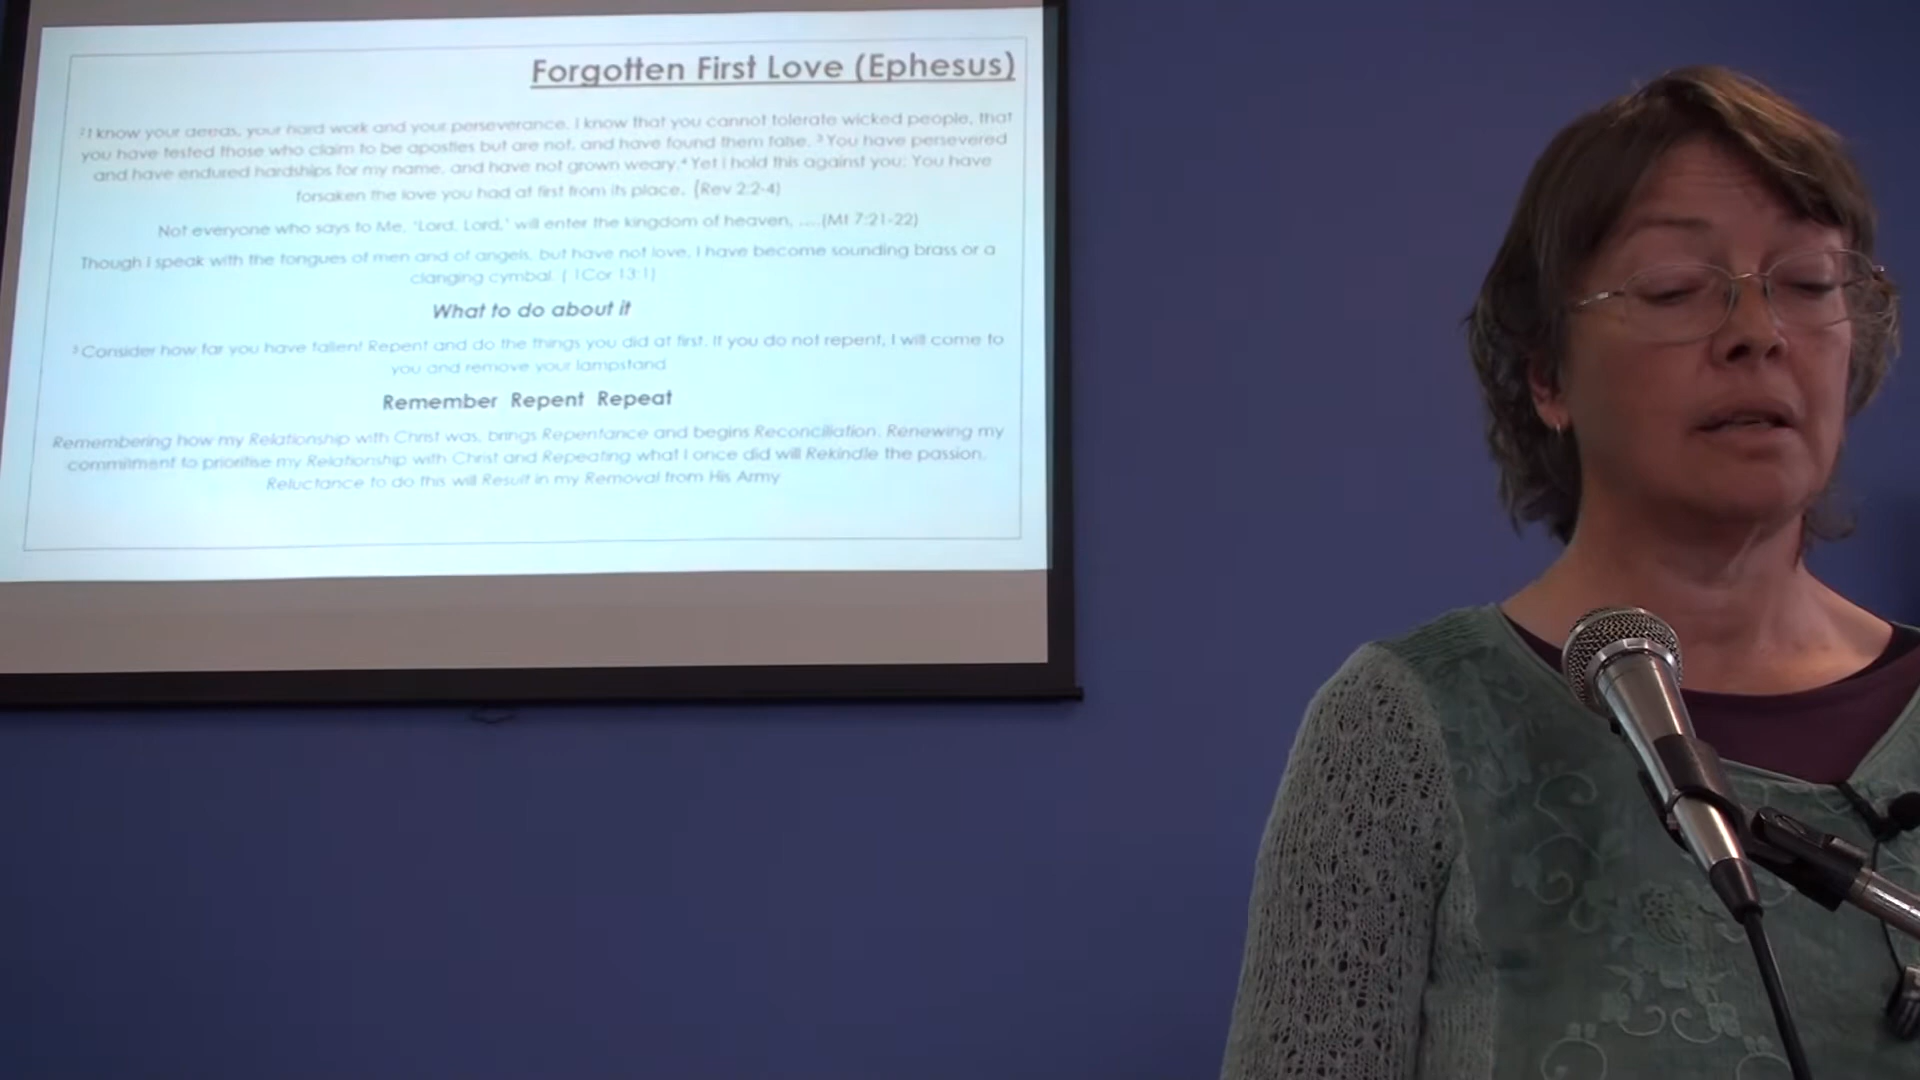 Forgotten First Love (Ephesus)
2 I know your deeds, your hard work and your perseverance. I know that you cannot tolerate wicked people, that
you have tested those who claim to be apostles but are not, and have found them false. 3 You have persevered
and have endured hardships for my name, and have not grown weary. 4 Yet I hold this against you: You have
forsaken the love you had at first from its place. (Rev 2:2-4)
Not everyone who says to Me, 'Lord, Lord,' will enter the kingdom of heaven, ....(Mt 7:21-22)
Though I speak with the tongues of men and of angels, but have not love, I have become sounding brass or a
clanging cymbal. ( 1Cor 13:1)
What to do about it
5 Consider how far you have fallen! Repent and do the things you did at first. If you do not repent, I will come to
you and remove your lampstand
Remember Repent Repeat
Remembering how my Relationship with Christ was, brings Repentance and begins Reconciliation. Renewing my
commitment to prioritise my Relationship with Christ and Repeating what I once did will Rekindle the passion.
Reluctance to do this will Result in my Removal from His Army